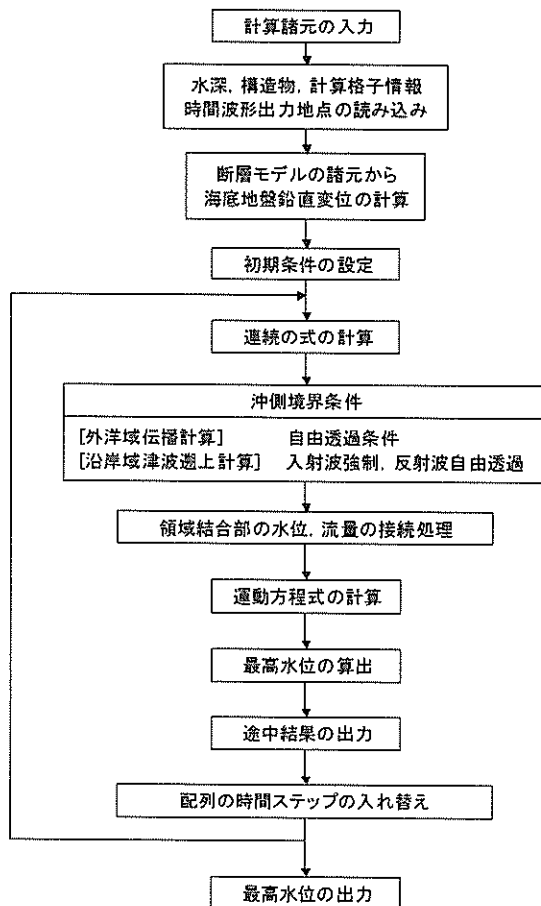 計算諸元の入力
水深，構造物，計算格子情報
時間波形出力地点の読み込み
断層モデルの諸元から
海底地盤鉛直変位の計算
初期条件の設定
連続の式の計算
沖側境界条件
[外洋域伝播計算] 自由透過条件
[沿岸域津波遡上計算] 入射波強制，反射波自由透過
領域結合部の水位，流量の接続処理
運動方程式の計算
最高水位の算出
途中結果の出力
配列の時間ステップの入れ替え
最高水位の出力